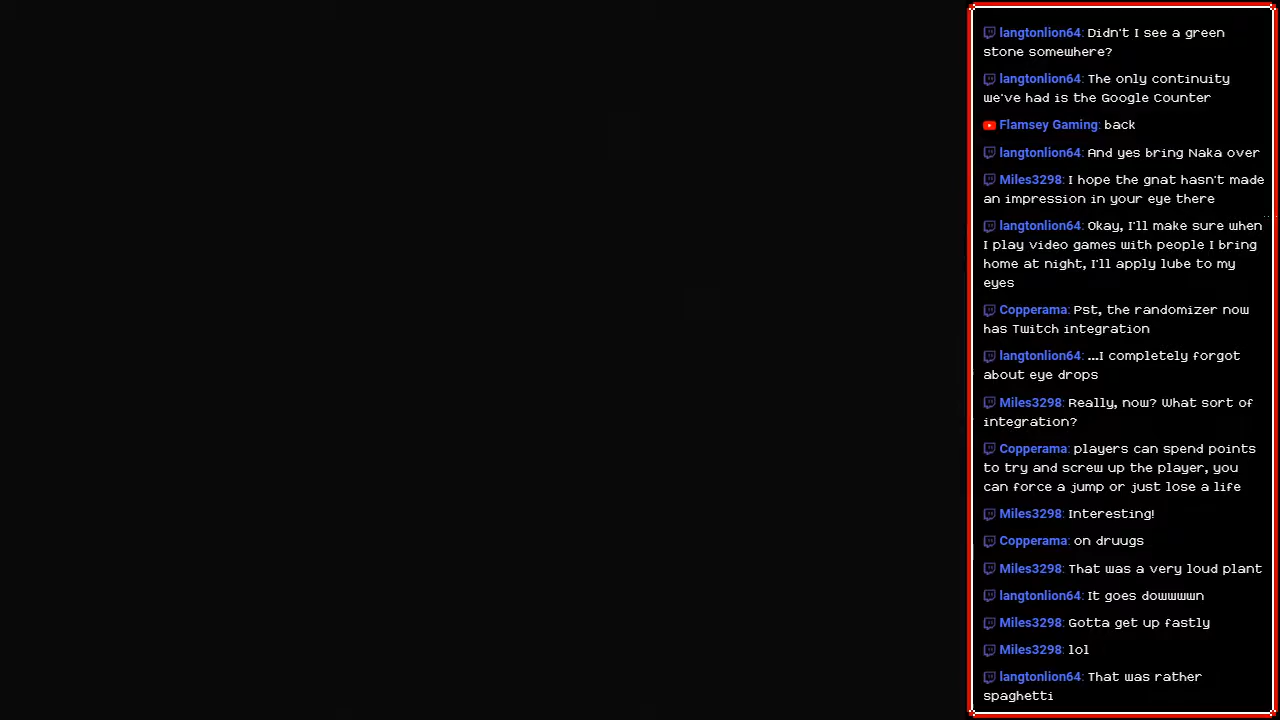 langtonlion64: Didn't I see a green
stone somewhere?
langtonlion64: The only continuity
we've had is the Google Counter
Flamsey Gaming: back
langtonlion64: And yes bring Naka over
Miles3298: I hope the gnat hasn't made
an impression in your eye there
langtonlion64: Okay, I'll make sure when
I play video games with people I bring
home at night, I'll apply lube to my
eyes
Copperama: Pst, the randomizer now
has Twitch integration
langtonlion64: ...I completely forgot
about eye drops
Miles3298: Really, now? What sort of
integration?
Copperama: players can spend points
to try and screw up the player, you
can force a jump or just lose a life
Miles3298: Interesting!
Copperama: on druugs
Miles3298: That was a very loud plant
langtonlion64: It goes dowwwwn
Miles3298: Gotta get up fastly
Miles3298: lol
langtonlion64: That was rather
spaghetti